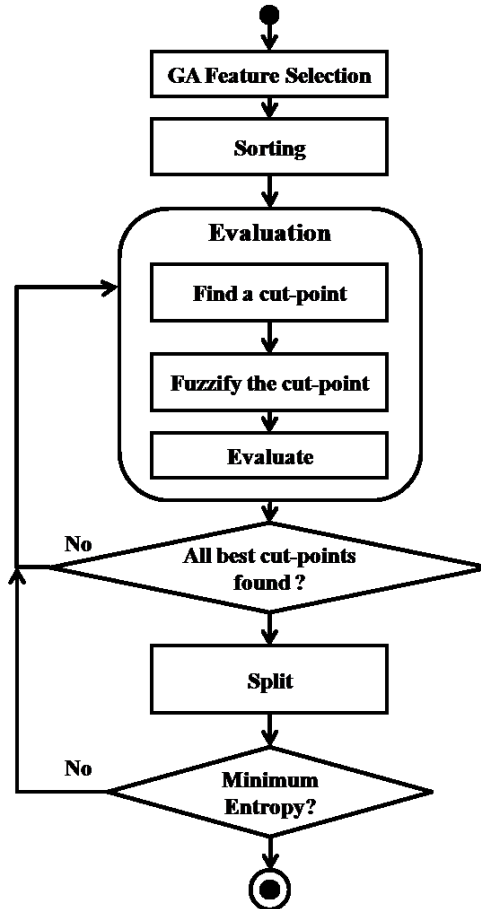 GA Feature Selection
Sorting
Evaluation
Find a cut-point
Fuzzify the cut-point
Evaluate
No
All best cut-points
found ?
Split
No
Minimum
Entropy?